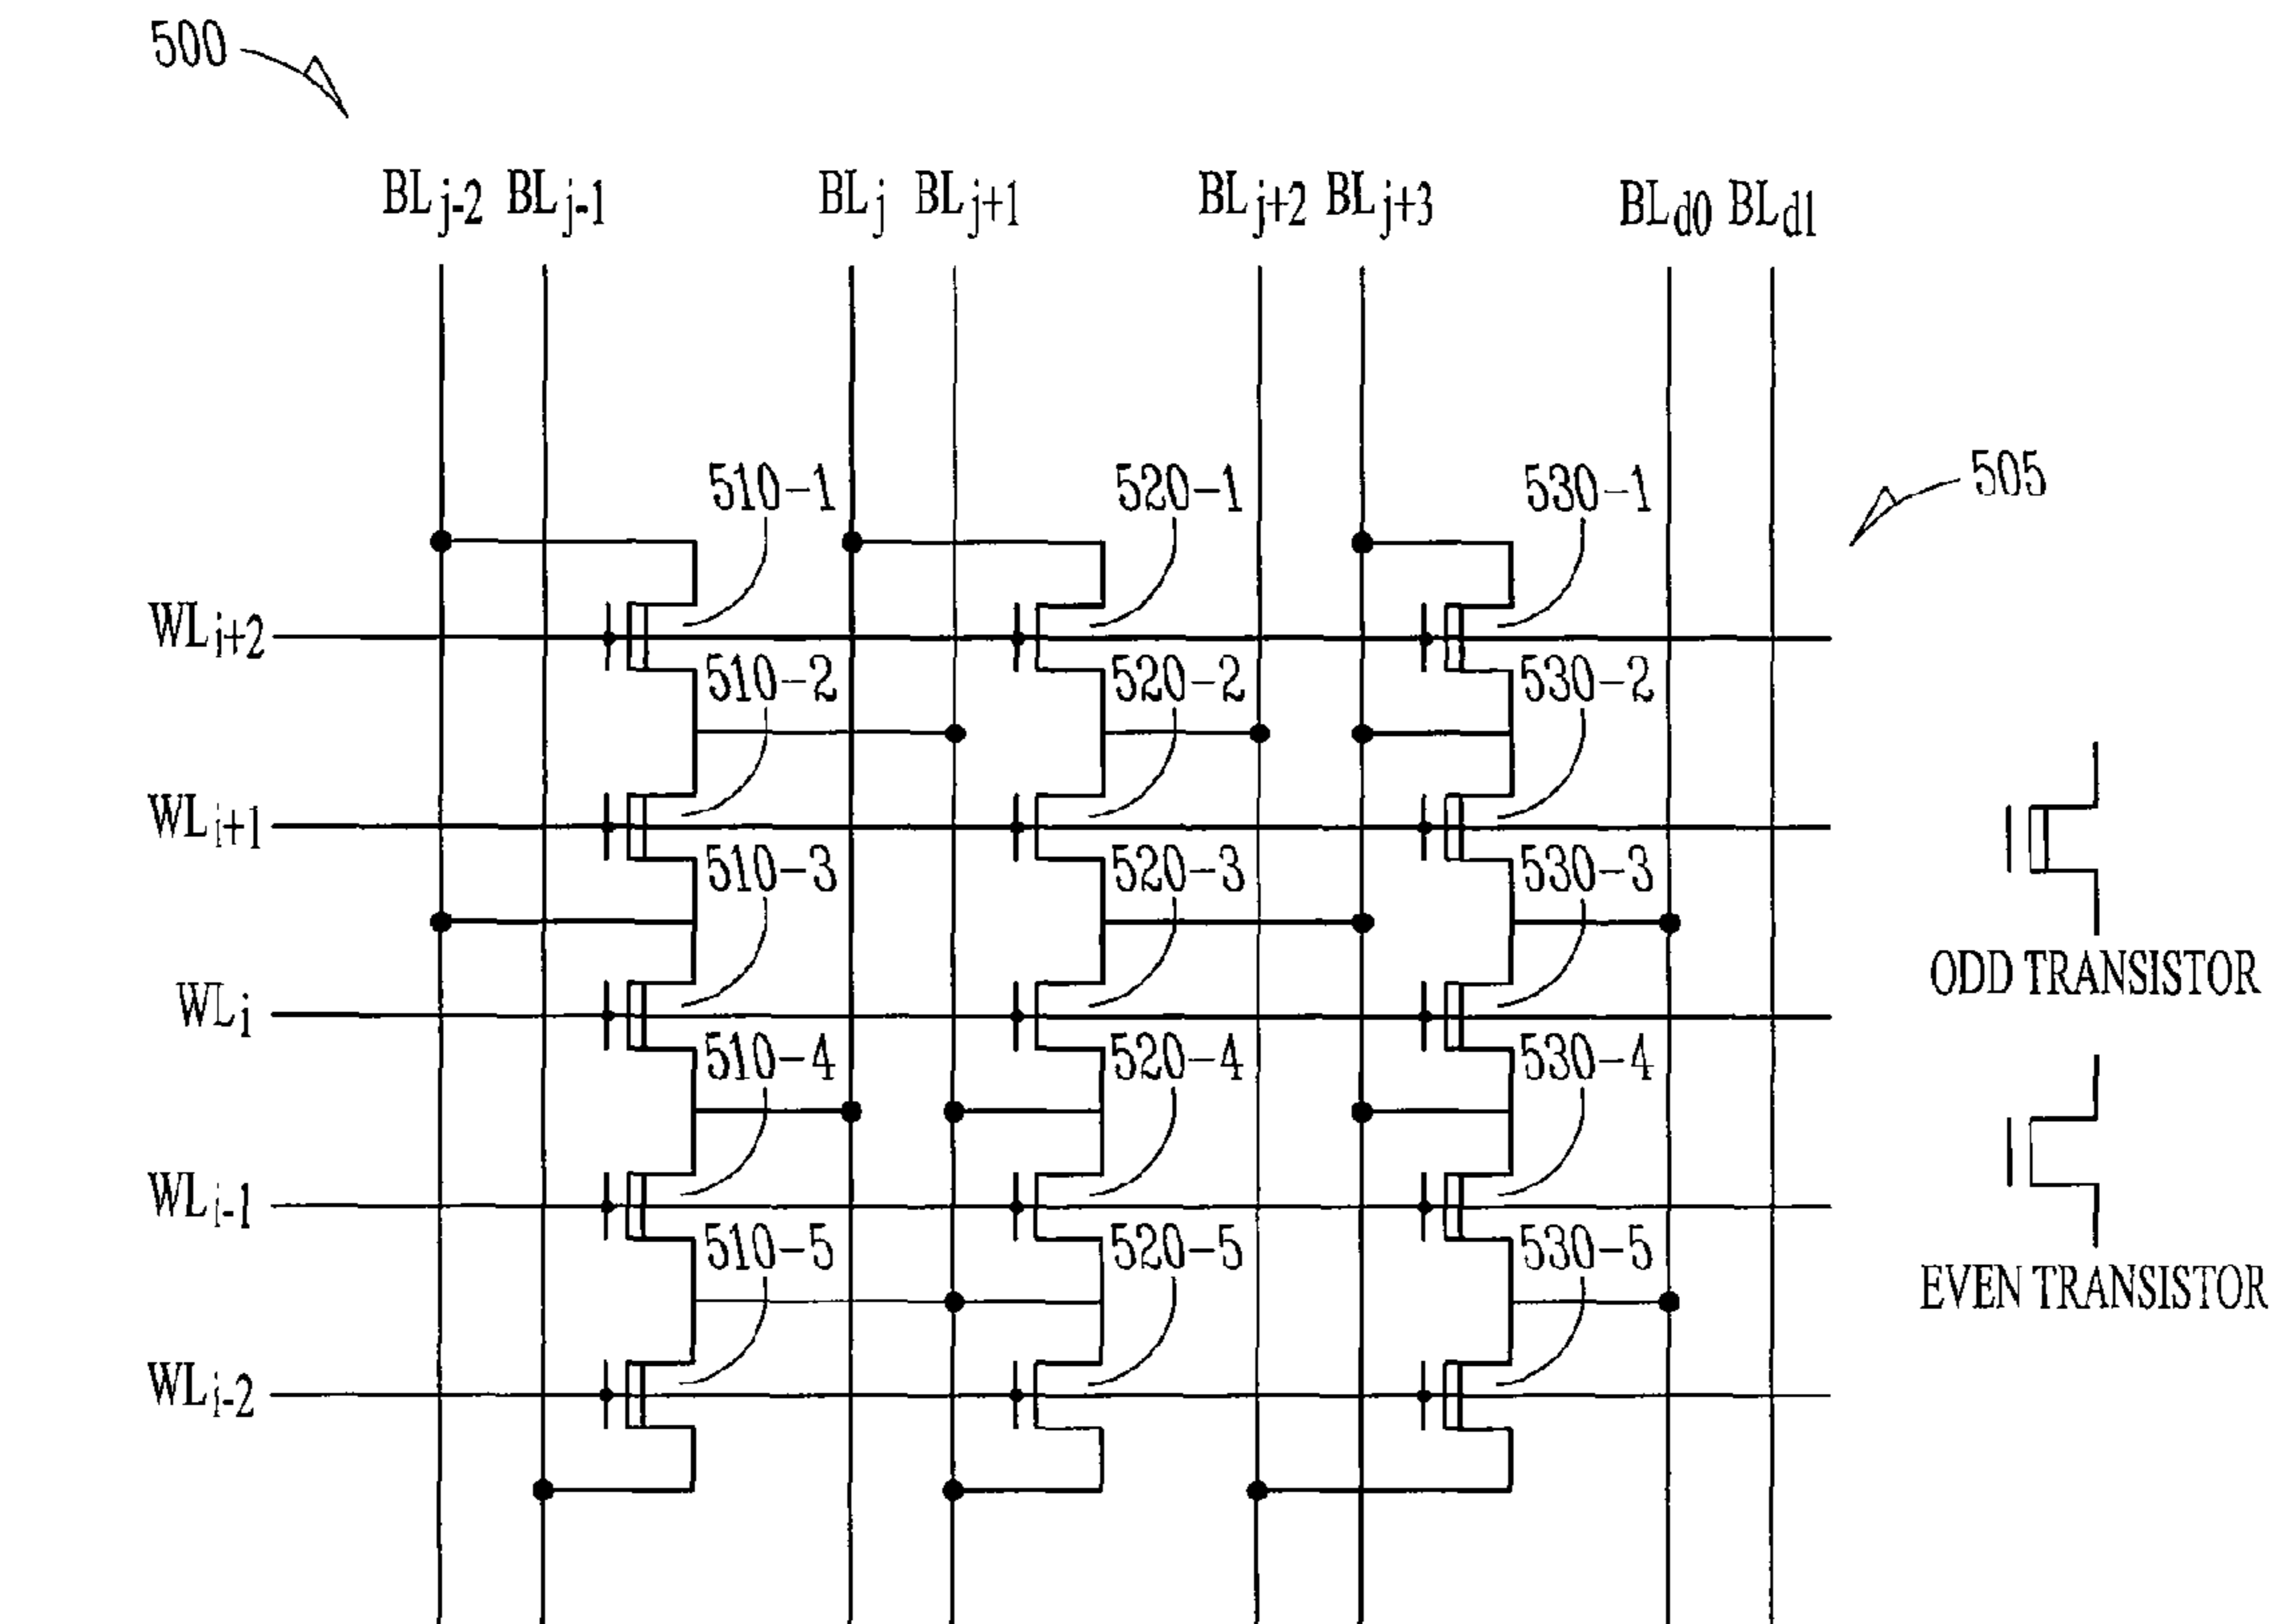 500
BLj-2 BLj-1 BLj BLj+1 BLj+2 BLj+3 BLd0 BLd1
510-1 520-1 530-1 505
WLi+2
510-2 520-2 530-2
WLi+1
510-3 520-3 530-3
ODD TRANSISTOR
WLi
510-4 520-4 530-4
WLi-1
510-5 520-5 530-5
EVEN TRANSISTOR
WLi-2